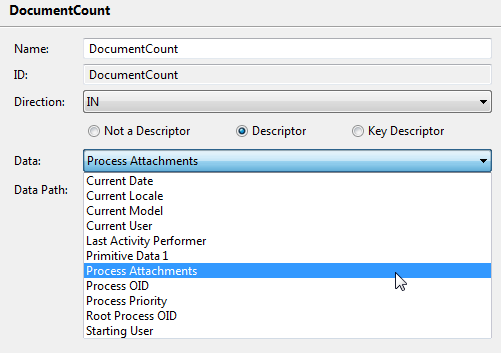 DocumentCount
Name: DocumentCount
ID: DocumentCount
Direction: IN
Not a Descriptor Descriptor Key Descriptor
Data: Process Attachments
Data Path:
Current Date
Current Locale
Current Model
Current User
Last Activity Performer
Primitive Data 1
Process Attachments
Process OID
Process Priority
Root Process OID
Starting User